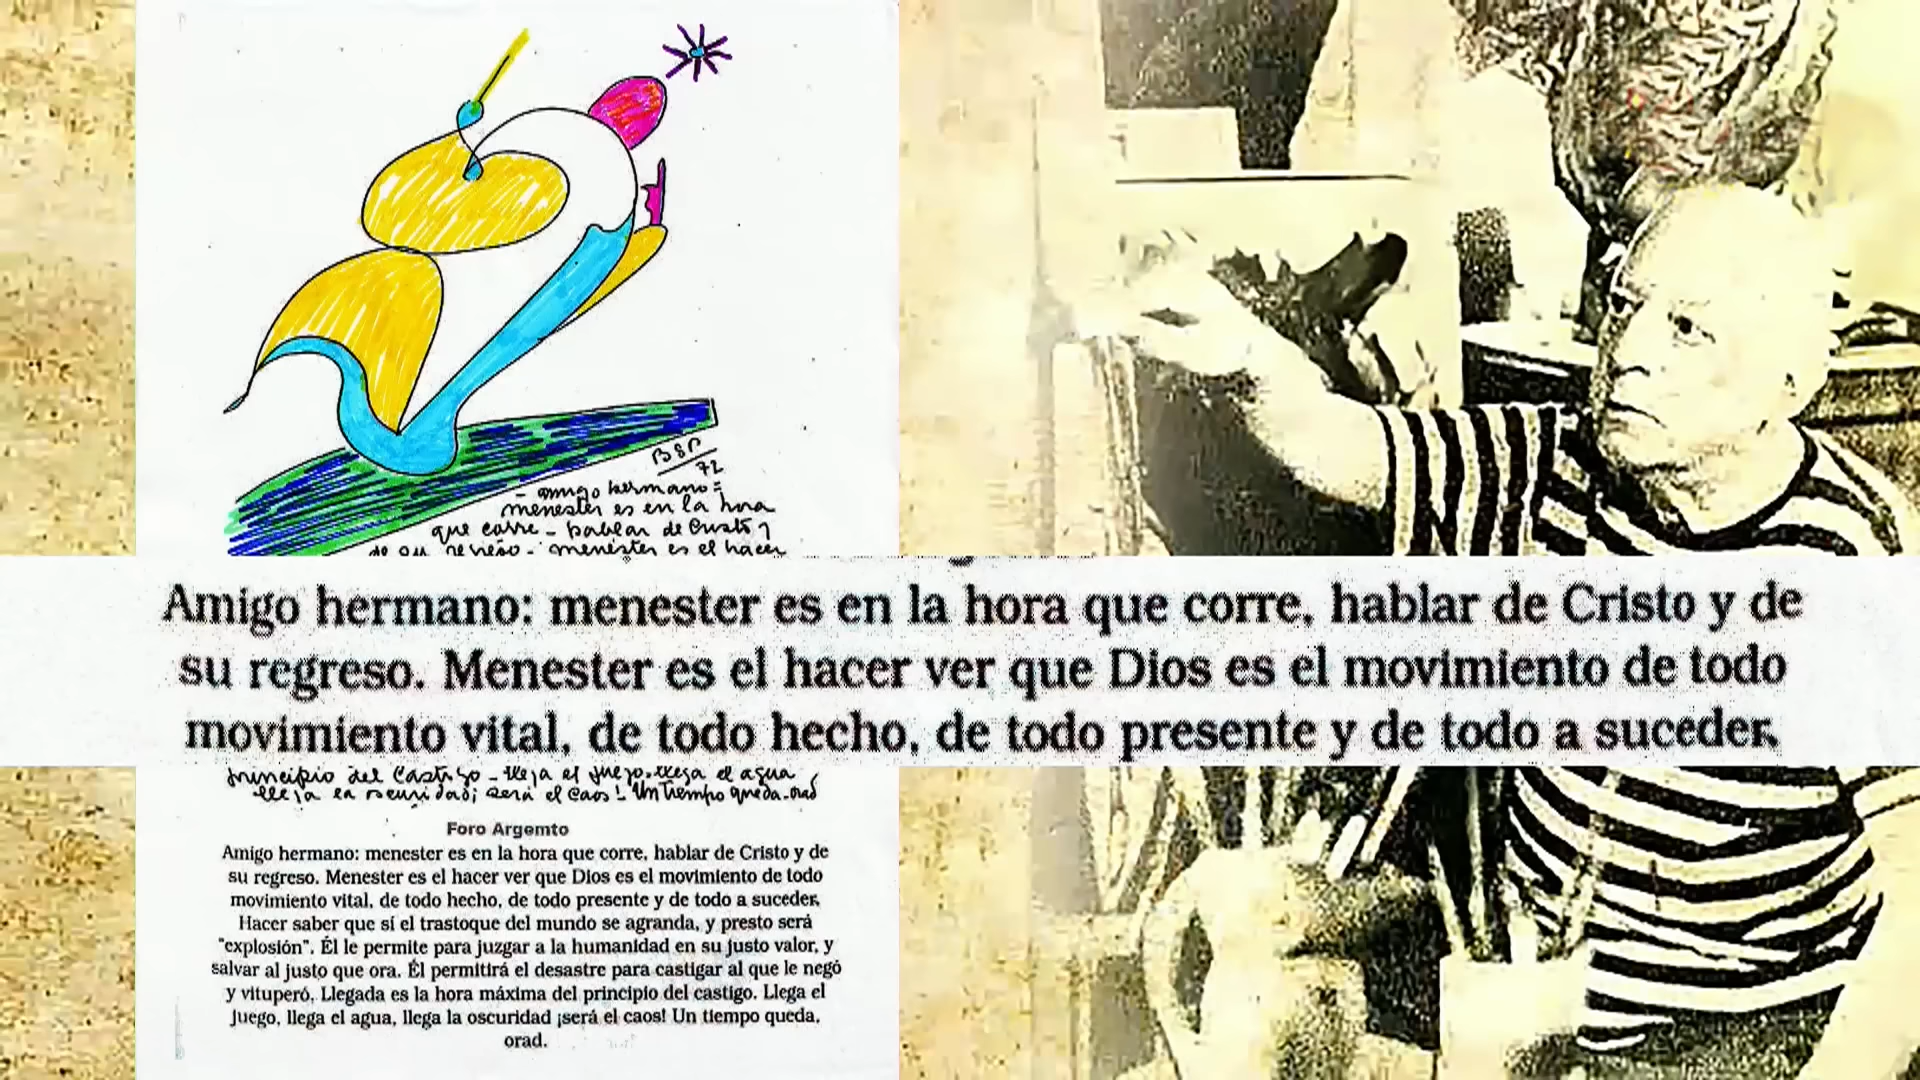 BSP
72
- amigo hermano =
menester es en la hora
que corre - hablar de Cristo y
de su regreso - menester es el hacer
Amigo hermano: menester es en la hora que corre, hablar de Cristo y de
su regreso. Menester es el hacer ver que Dios es el movimiento de todo
movimiento vital, de todo hecho, de todo presente y de todo a suceder.
principio del Castigo - llega el fuego. llega el agua
llega la oscuridad; será el caos! Un tiempo queda. orad
Foro Argemto
Amigo hermano: menester es en la hora que corre, hablar de Cristo y de
su regreso. Menester es el hacer ver que Dios es el movimiento de todo
movimiento vital, de todo hecho, de todo presente y de todo a suceder.
Hacer saber que sí el trastoque del mundo se agranda, y presto será
"explosión". Él le permite para juzgar a la humanidad en su justo valor, y
salvar al justo que ora. Él permitirá el desastre para castigar al que le negó
y vituperó. Llegada es la hora máxima del principio del castigo. Llega el
Juego, llega el agua, llega la oscuridad ¡será el caos! Un tiempo queda,
orad.